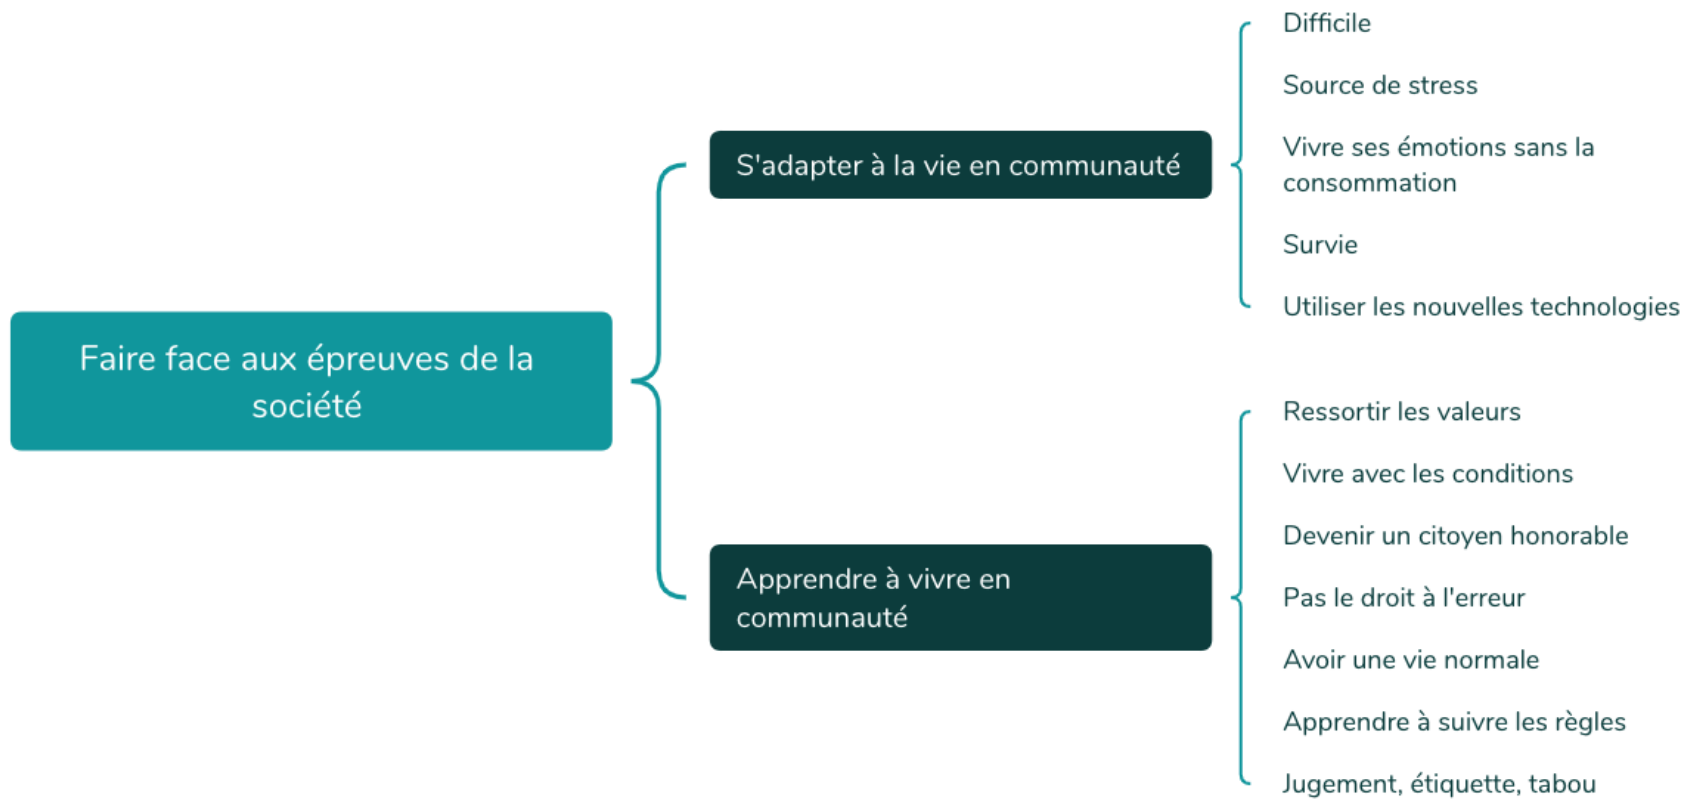 Faire face aux épreuves de la
société
S'adapter à la vie en communauté
Difficile
Source de stress
Vivre ses émotions sans la
consommation
Survie
Utiliser les nouvelles technologies
Apprendre à vivre en
communauté
Ressortir les valeurs
Vivre avec les conditions
Devenir un citoyen honorable
Pas le droit à l'erreur
Avoir une vie normale
Apprendre à suivre les règles
Jugement, étiquette, tabou